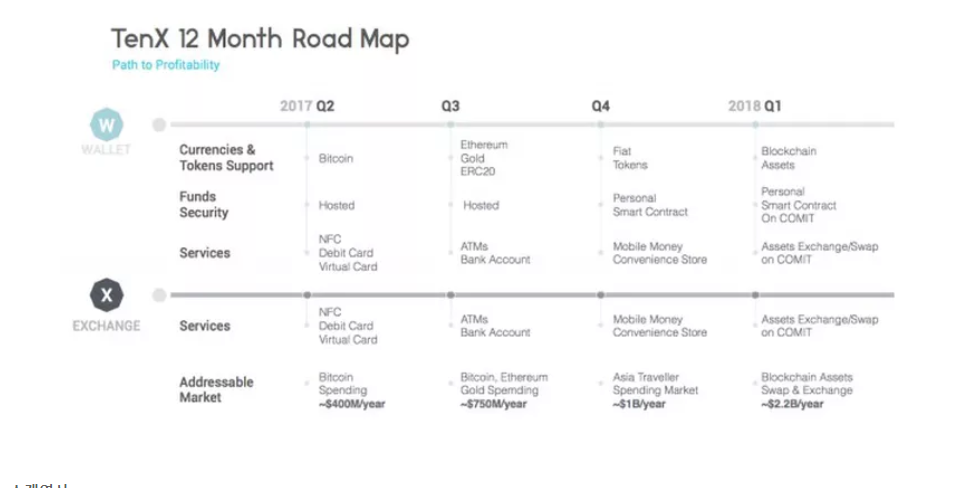 TenX 12 Month Road Map
Path to Profitability
2017 Q2
Q3
Q4
2018 Q1
W
WALLET
Currencies &
Tokens Support
Bitcoin
Ethereum
Gold
ERC20
Fiat
Tokens
Blockchain
Assets
Funds
Security
Hosted
Hosted
Personal
Smart Contract
Personal
Smart Contract
On COMIT
Services
NFC
Debit Card
Virtual Card
ATMs
Bank Account
Mobile Money
Convenience Store
Assets Exchange/Swap
on COMIT
X
EXCHANGE
Services
NFC
Debit Card
Virtual Card
ATMs
Bank Account
Mobile Money
Convenience Store
Assets Exchange/Swap
on COMIT
Addressable
Market
Bitcoin
Spending
~$400M/year
Bitcoin, Ethereum
Gold Spemding
~$750M/year
Asia Traveller
Spending Market
~$1B/year
Blockchain Assets
Swap & Exchange
~$2.2B/year